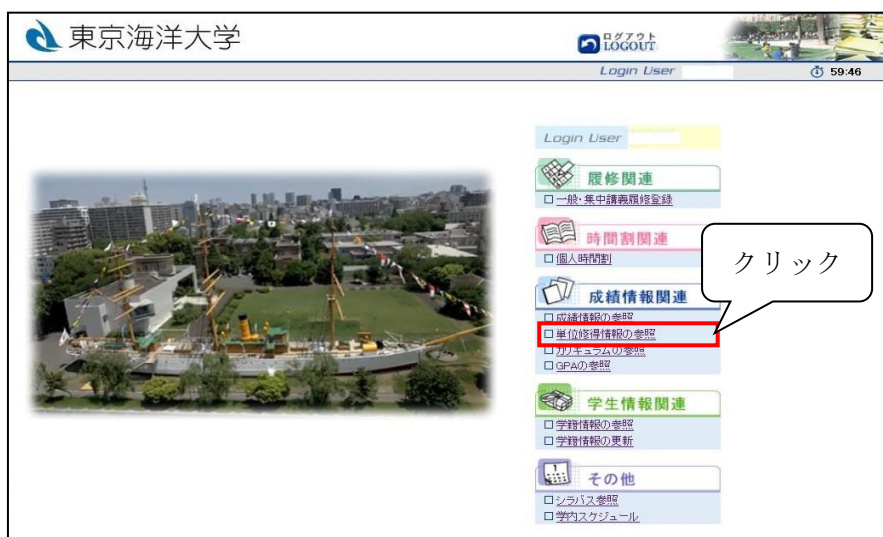 東京海洋大学
ログアウト
LOGOUT
Login User
59:46
Login User
履修関連
一般・集中講義履修登録
時間割関連
個人時間割
クリック
成績情報関連
成績情報の参照
単位修得情報の参照
カリキュラムの参照
GPAの参照
学生情報関連
学籍情報の参照
学籍情報の更新
その他
シラバス参照
学内スケジュール